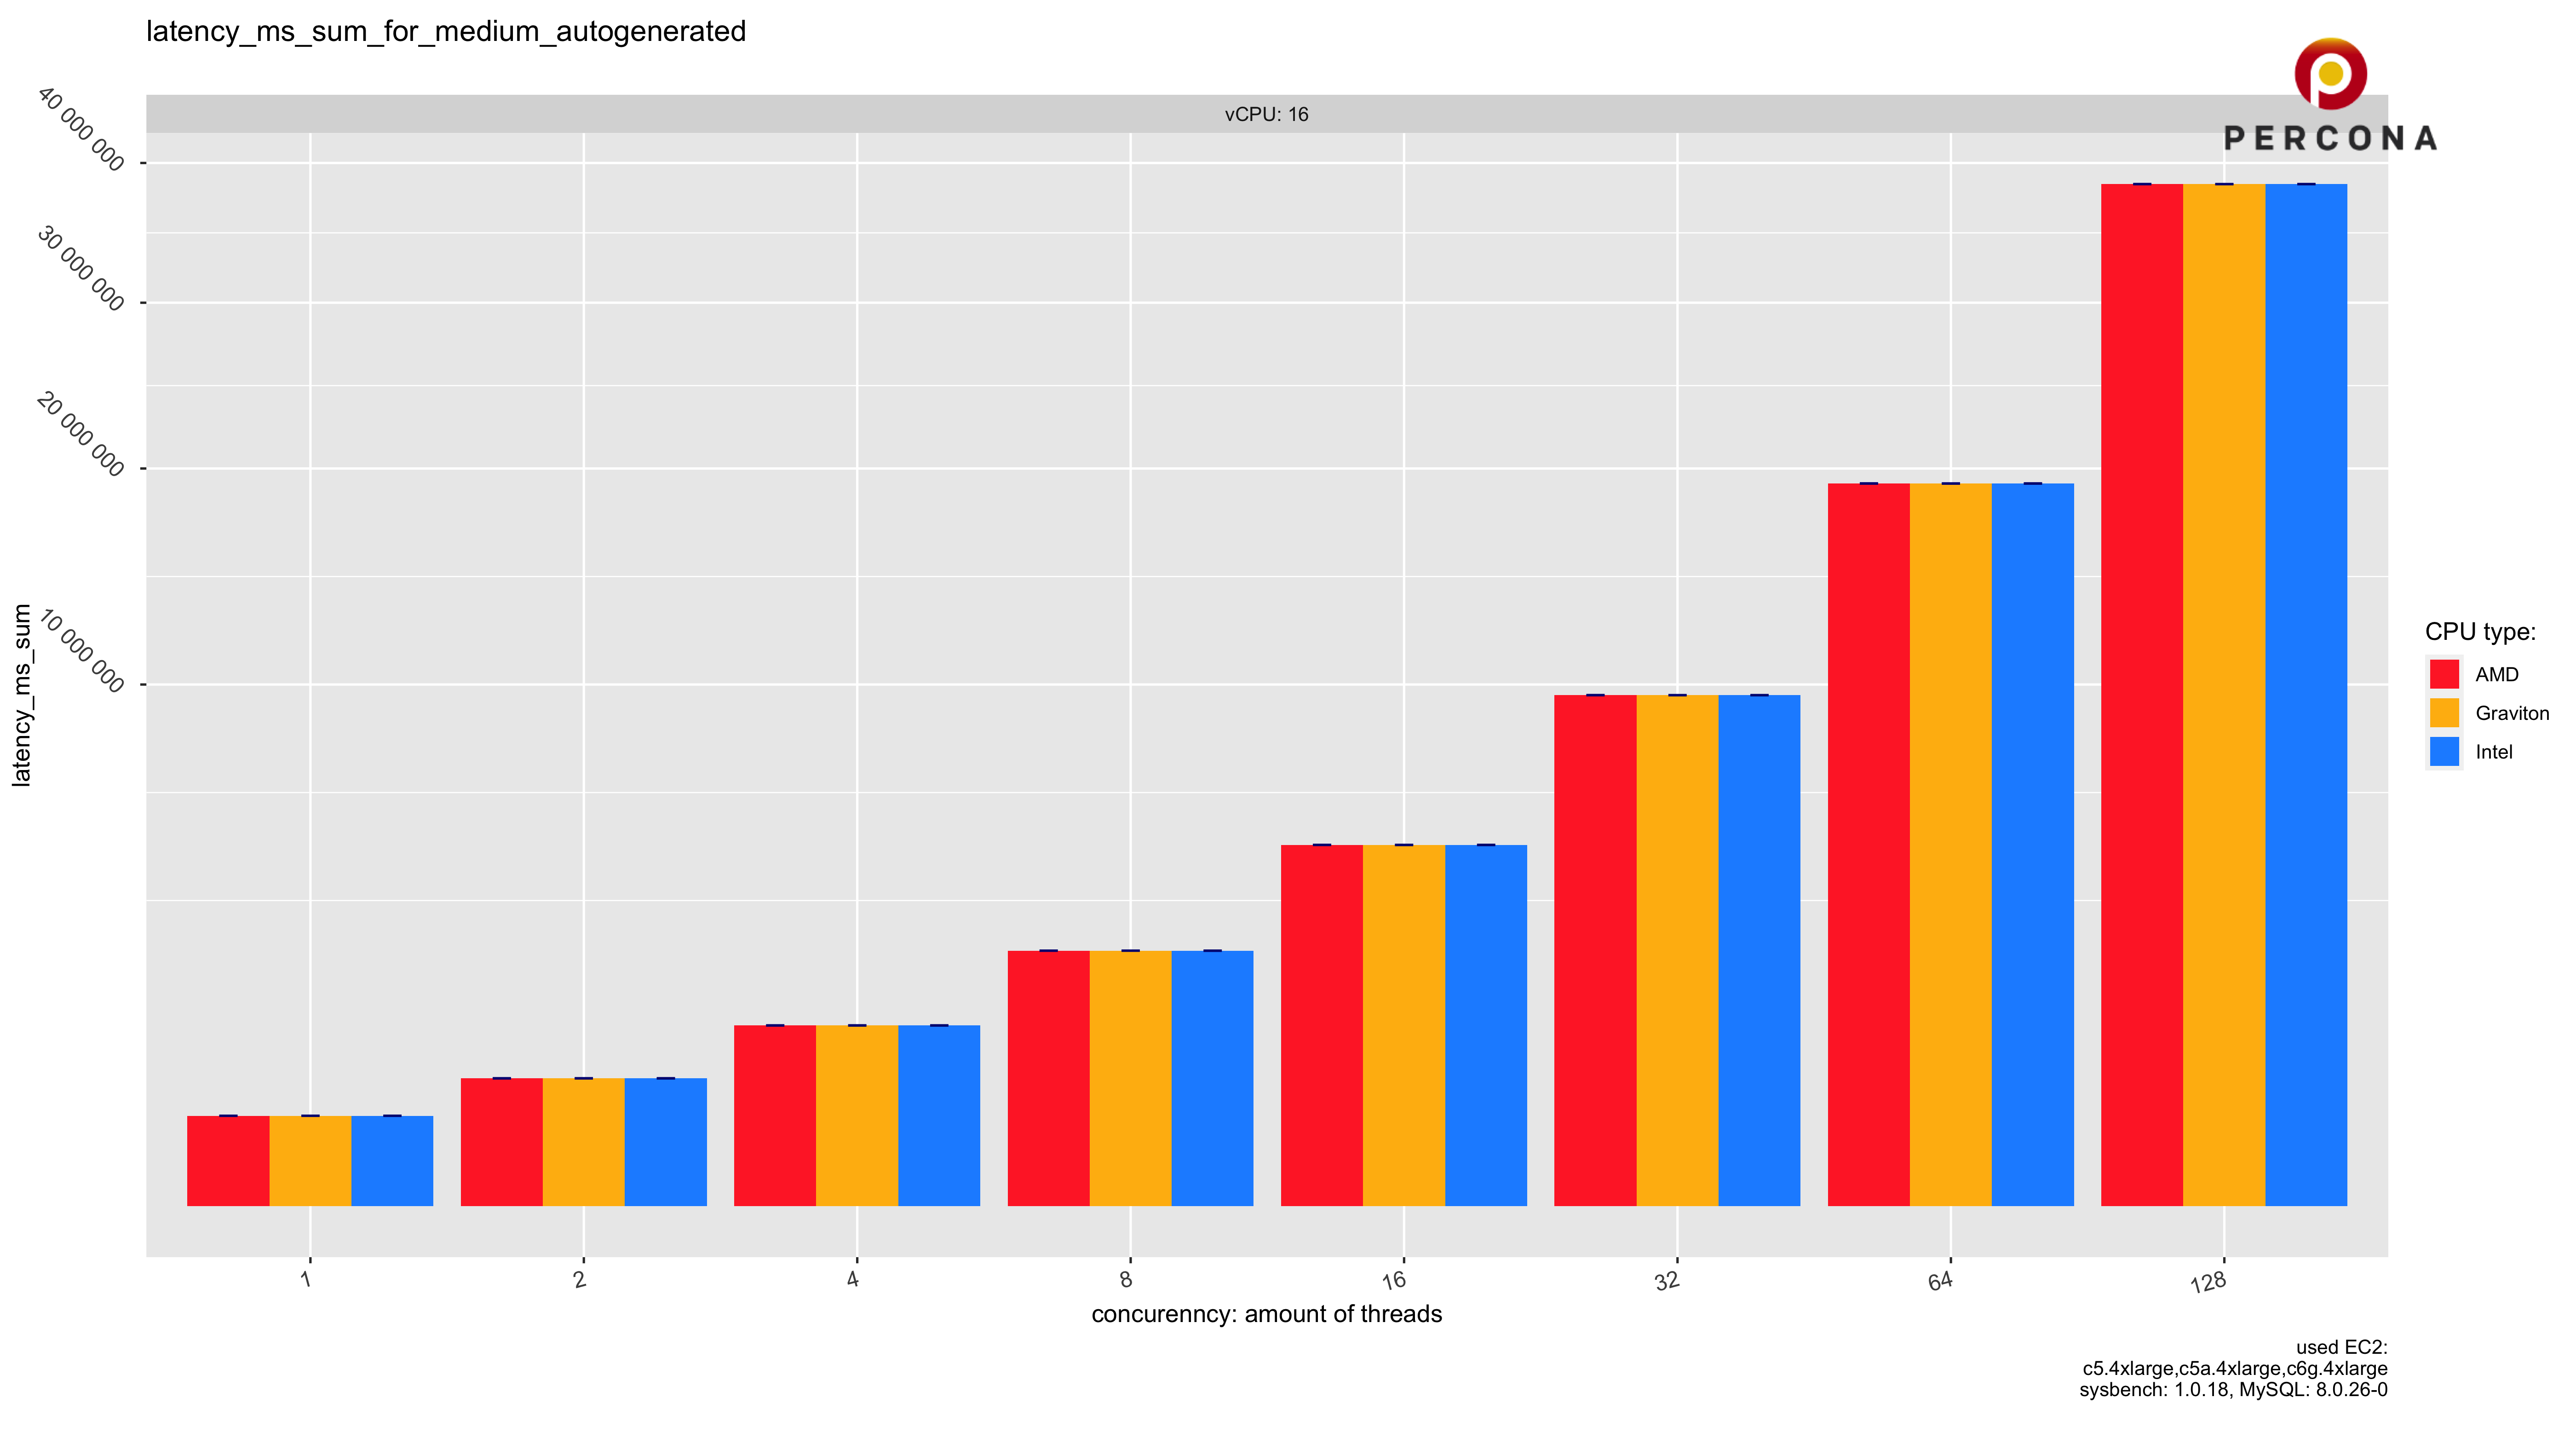 latency_ms_sum_for_medium_autogenerated
PERCONA
vCPU: 16
40 000 000
30 000 000
20 000 000
10 000 000
latency_ms_sum
CPU type:
AMD
Graviton
Intel
1
2
4
8
16
32
64
128
concurenncy: amount of threads
used EC2:
c5.4xlarge,c5a.4xlarge,c6g.4xlarge
sysbench: 1.0.18, MySQL: 8.0.26-0